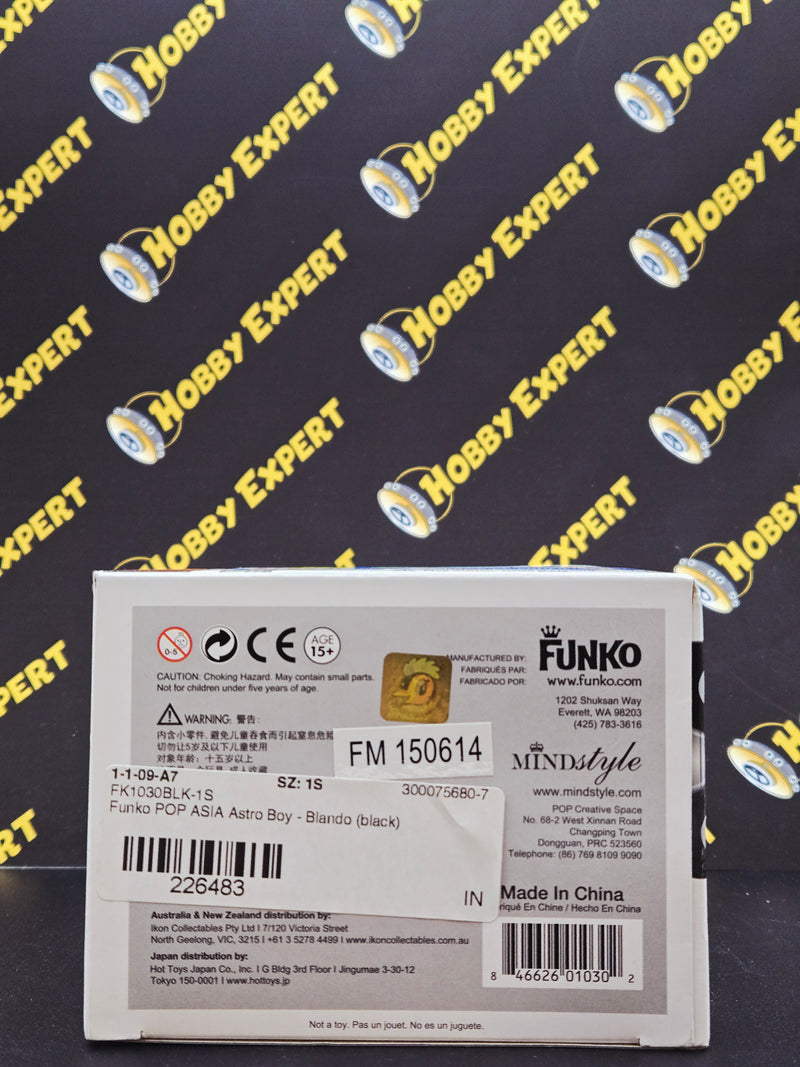 HOBBY EXPERT
0-5
CE
AGE
15+
CAUTION: Choking Hazard. May contain small parts.
Not for children under five years of age.
WARNING: 警告:
内含小零件, 避免儿童吞食而引起窒息危险
切勿让5岁及以下儿童使用
对象年龄: 十五岁以上
MANUFACTURED BY:
FABRIQUÉS PAR:
FABRICADO POR:
FUNKO
www.funko.com
1202 Shuksan Way
Everett, WA 98203
(425) 783-3616
MINDstyle
www.mindstyle.com
POP Creative Space
No. 68-2 West Xinnan Road
Changping Town
Dongguan, PRC 523560
Telephone: (86) 769 8109 9090
FM 150614
1-1-09-A7
SZ: 1S
300075680-7
FK1030BLK-1S
Funko POP ASIA Astro Boy - Blando (black)
226483
IN
Made In China
riqué En Chine / Hecho En China
Australia & New Zealand distribution by:
Ikon Collectables Pty Ltd I 7/120 Victoria Street
North Geelong, VIC, 3215 I +61 3 5278 4499 I www.ikoncollectables.com.au
Japan distribution by:
Hot Toys Japan Co., Inc. I G Bldg 3rd Floor I Jingumae 3-30-12
Tokyo 150-0001 I www.hottoys.jp
8 46626 01030 2
Not a toy. Pas un jouet. No es un juguete.